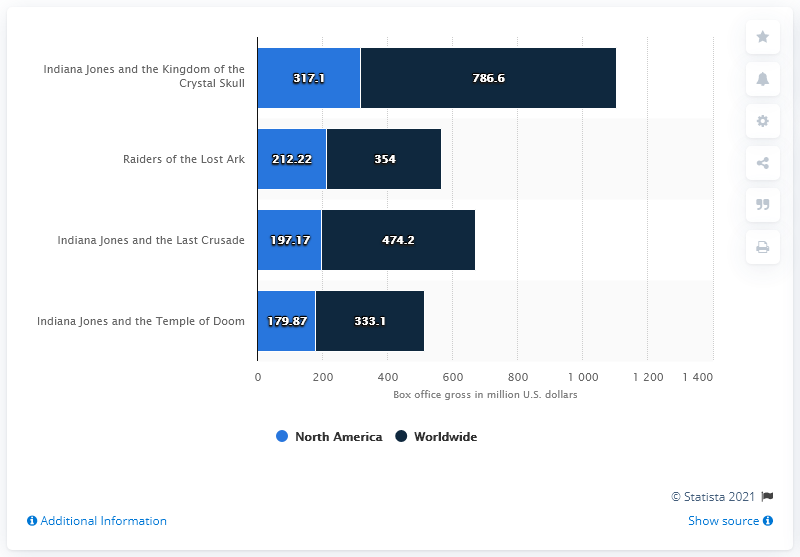 Indiana Jones and the Kingdom of the
Crystal Skull
317.1 786.6
Raiders of the Lost Ark
212.22 354
Indiana Jones and the Last Crusade
197.17 474.2
Indiana Jones and the Temple of Doom
179.87 333.1
0 200 400 600 800 1 000 1 200 1 400
Box office gross in million U.S. dollars
North America Worldwide
© Statista 2021
Additional Information Show source